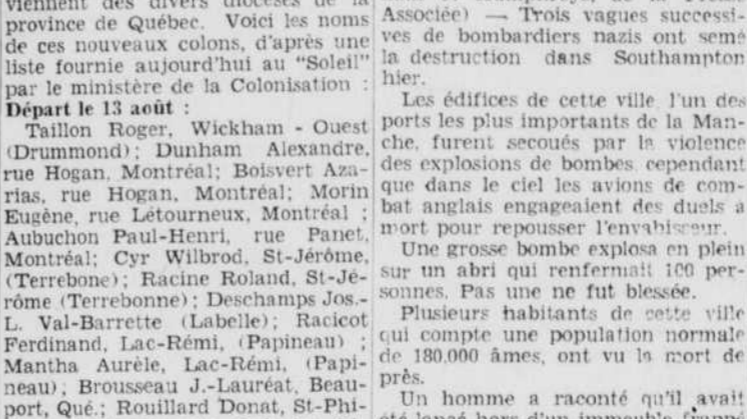 viennent des divers diocèses de la
province de Québec. Voici les noms
de ces nouveaux colons, d'après une
liste fournie aujourd'hui au "Soleil"
par le ministère de la Colonisation :
Départ le 13 août :
Taillon Roger, Wickham - Ouest
(Drummond); Dunham Alexandre,
rue Hogan, Montréal; Boisvert Aza-
rias, rue Hogan, Montréal; Morin
Eugène, rue Létourneux, Montréal ;
Aubuchon Paul-Henri, rue Panet,
Montréal; Cyr Wilbrod, St-Jérôme,
(Terrebone); Racine Roland, St-Jé-
rôme (Terrebonne); Deschamps Jos.-
L. Val-Barrette (Labelle); Racicot
Ferdinand, Lac-Rémi, (Papineau) ;
Mantha Aurèle, Lac-Rémi, (Papi-
neau); Brousseau J.-Lauréat, Beau-
port, Qué.; Rouillard Donat, St-Phi-
Associée) — Trois vagues successi-
ves de bombardiers nazis ont semé
la destruction dans Southampton
hier.
Les édifices de cette ville, l'un des
ports les plus importants de la Man-
che, furent secoués par la violence
des explosions de bombes, cependant
que dans le ciel les avions de com-
bat anglais engageaient des duels à
mort pour repousser l'envahisseur.
Une grosse bombe explosa en plein
sur un abri qui renfermait 100 per-
sonnes. Pas une ne fut blessée.
Plusieurs habitants de cette ville
qui compte une population normale
de 180,000 âmes, ont vu la mort de
près.
Un homme a raconté qu'il avait